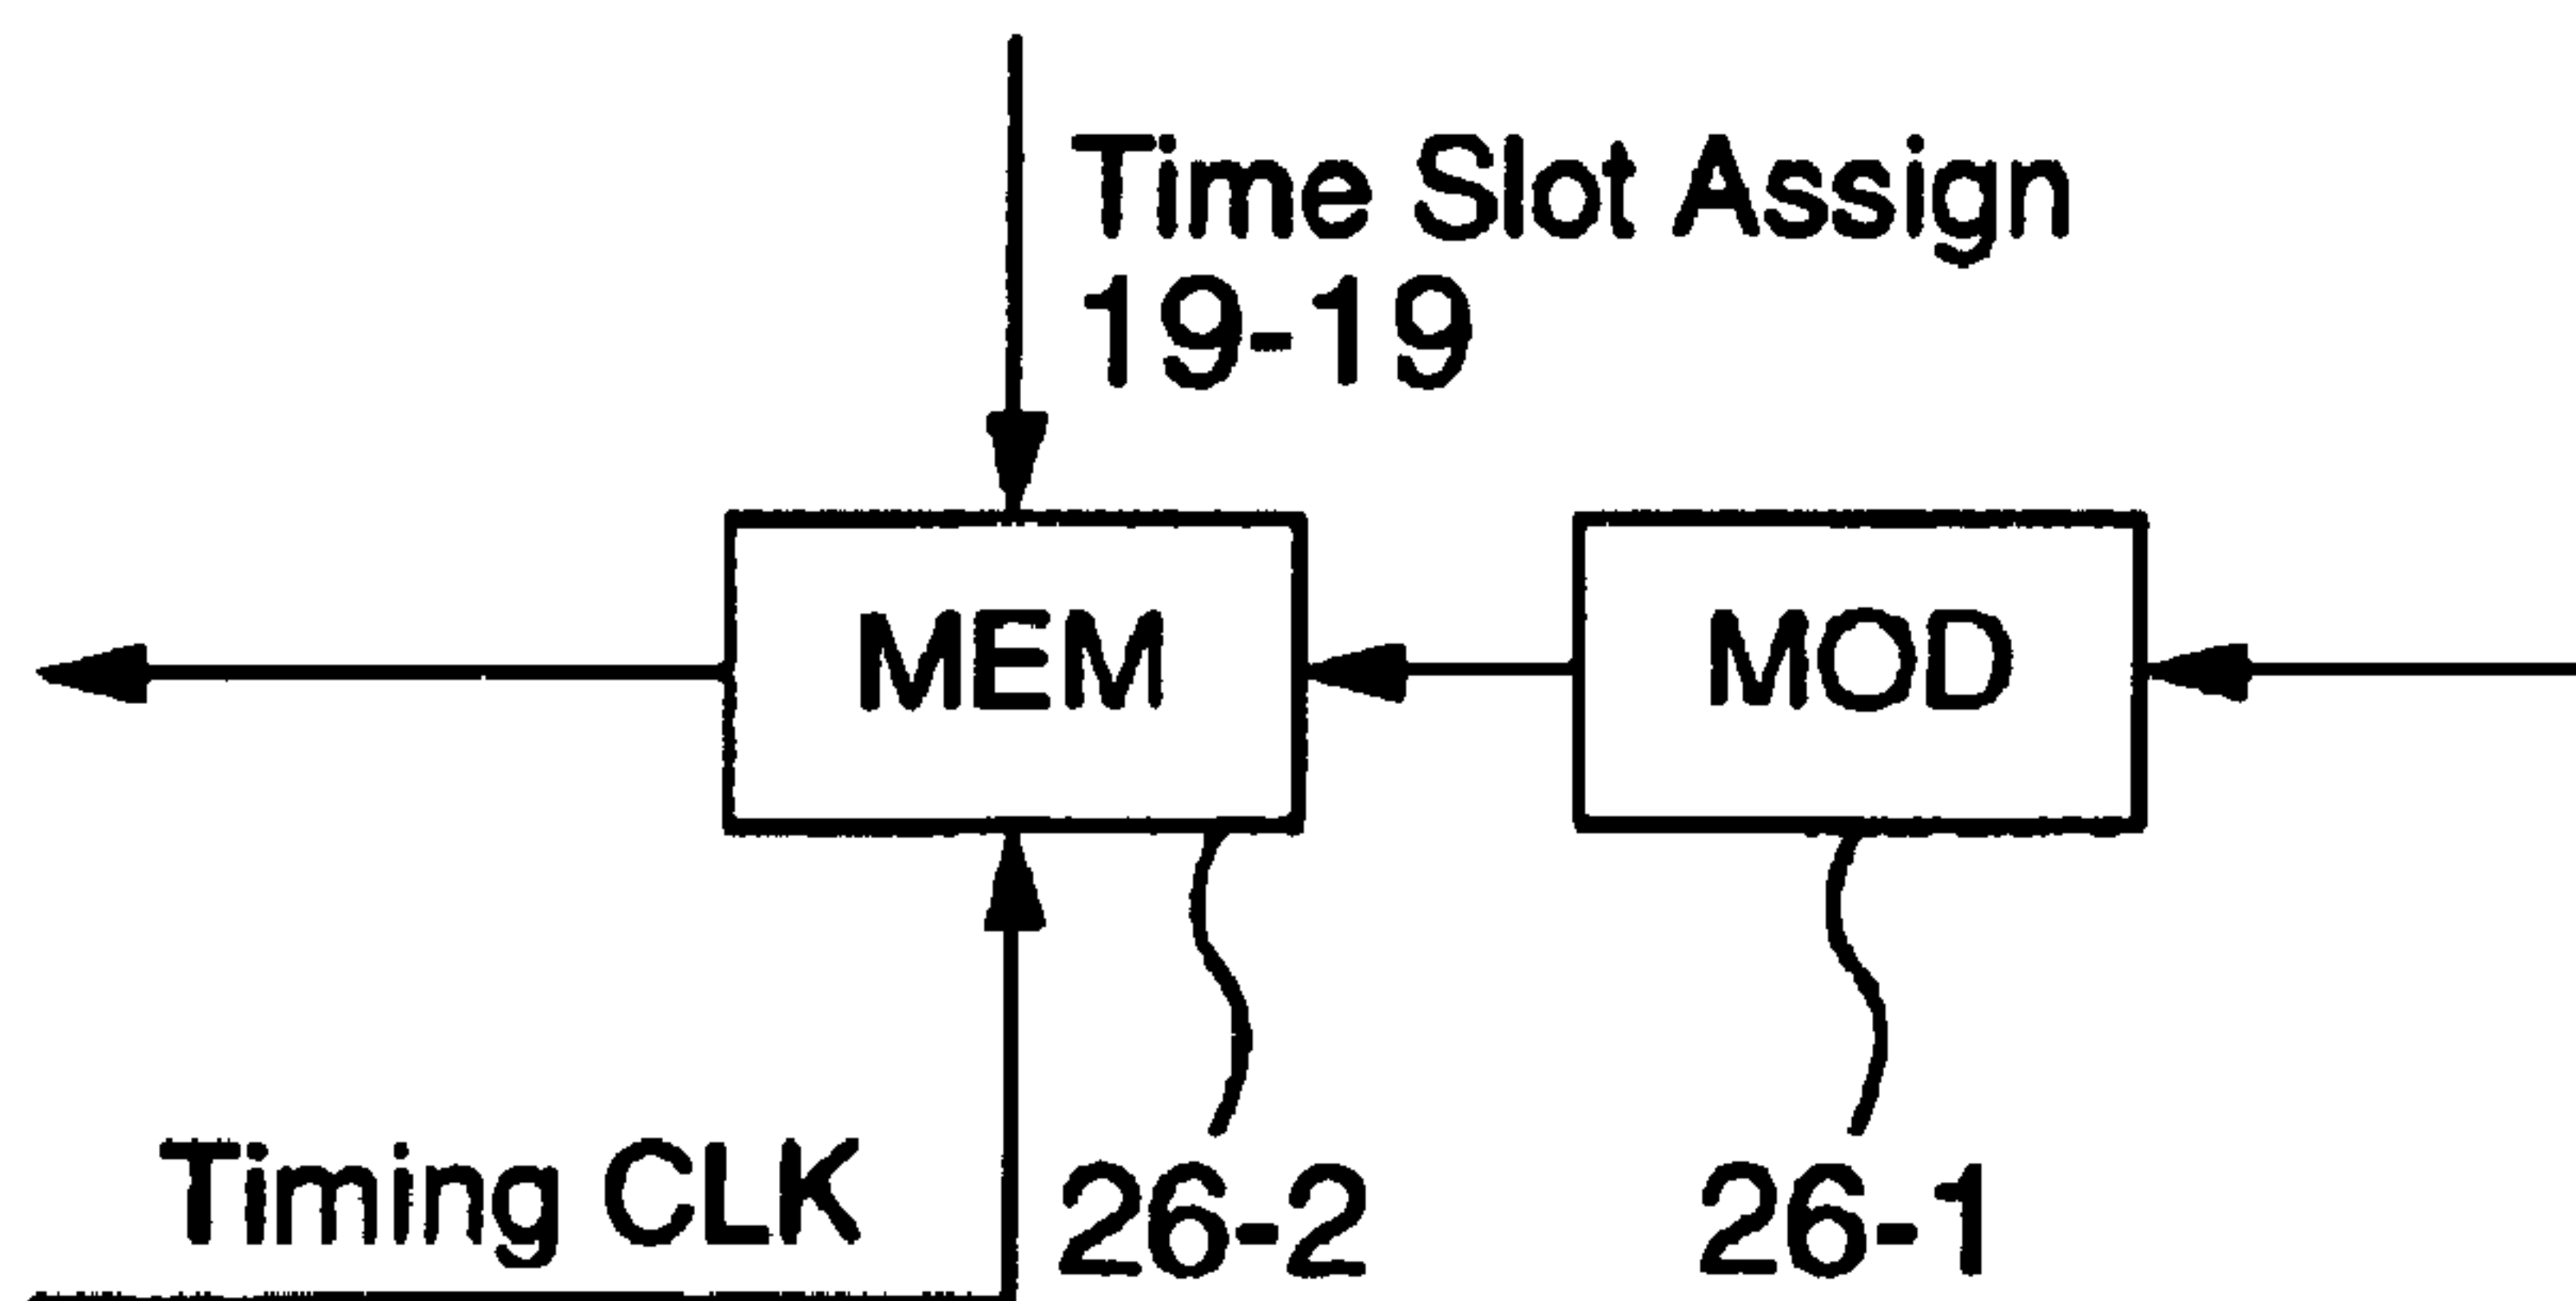 Time Slot Assign
19-19
MEM
MOD
Timing CLK
26-2
26-1